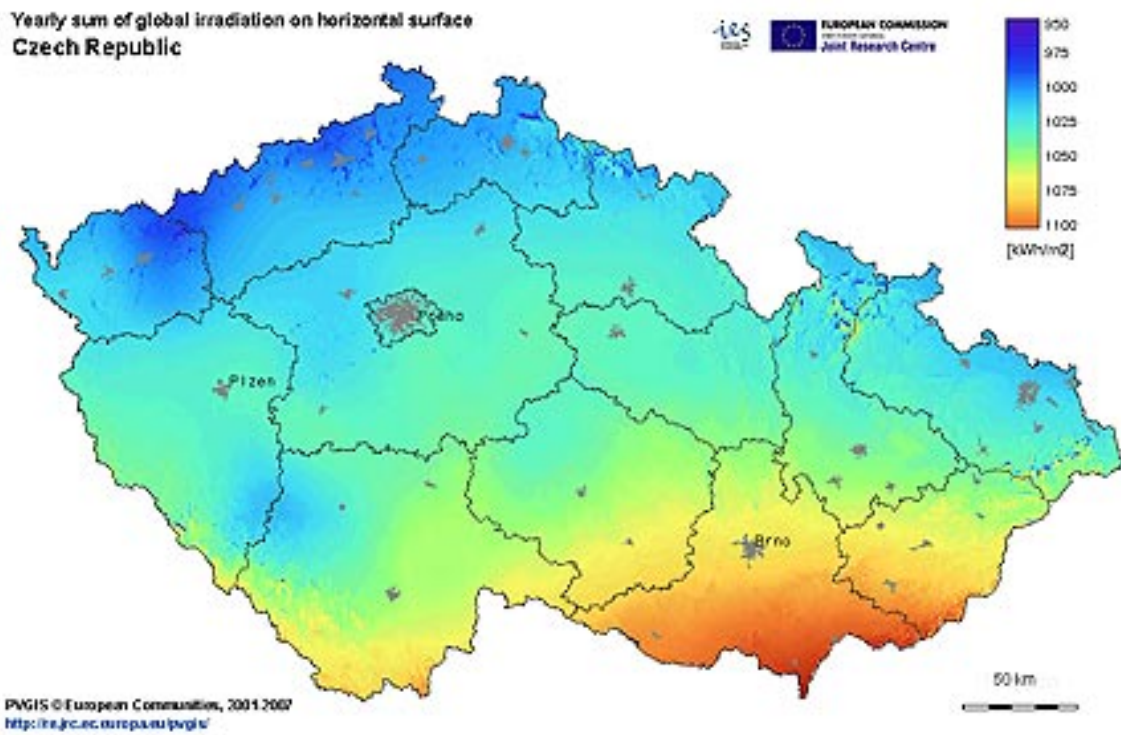 Yearly sum of global irradiation on horizontal surface
Czech Republic
ies
EUROPEAN COMMISSION
Joint Research Centre
950
975
1000
1025
1050
1075
1100
[kWh/m2]
Plzen
Brno
50 km
PVGIS © European Communities, 2001-2007
http://re.jrc.ec.europa.eu/pvgis/